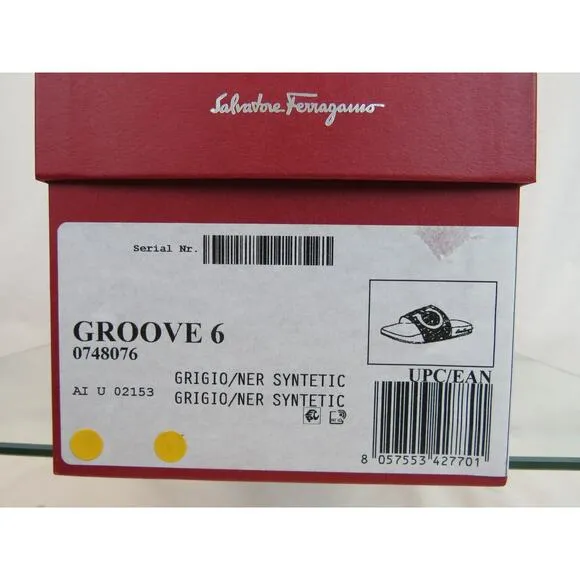 Salvatore Ferragamo
Serial Nr.
GROOVE 6
0748076
UPC/EAN
AI U 02153
GRIGIO/NER SYNTETIC
GRIGIO/NER SYNTETIC
8 057553 427701